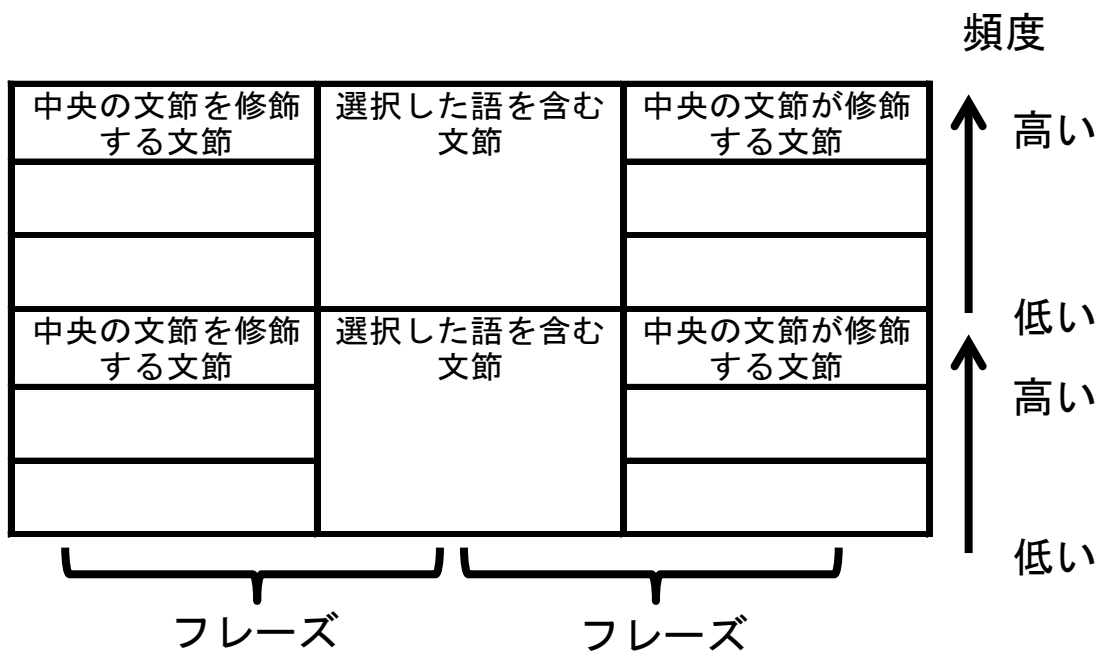 頻度
中央の文節を修飾
する文節
選択した語を含む
文節
中央の文節が修飾
する文節
高い
低い
中央の文節を修飾
する文節
選択した語を含む
文節
中央の文節が修飾
する文節
高い
低い
フレーズ
フレーズ